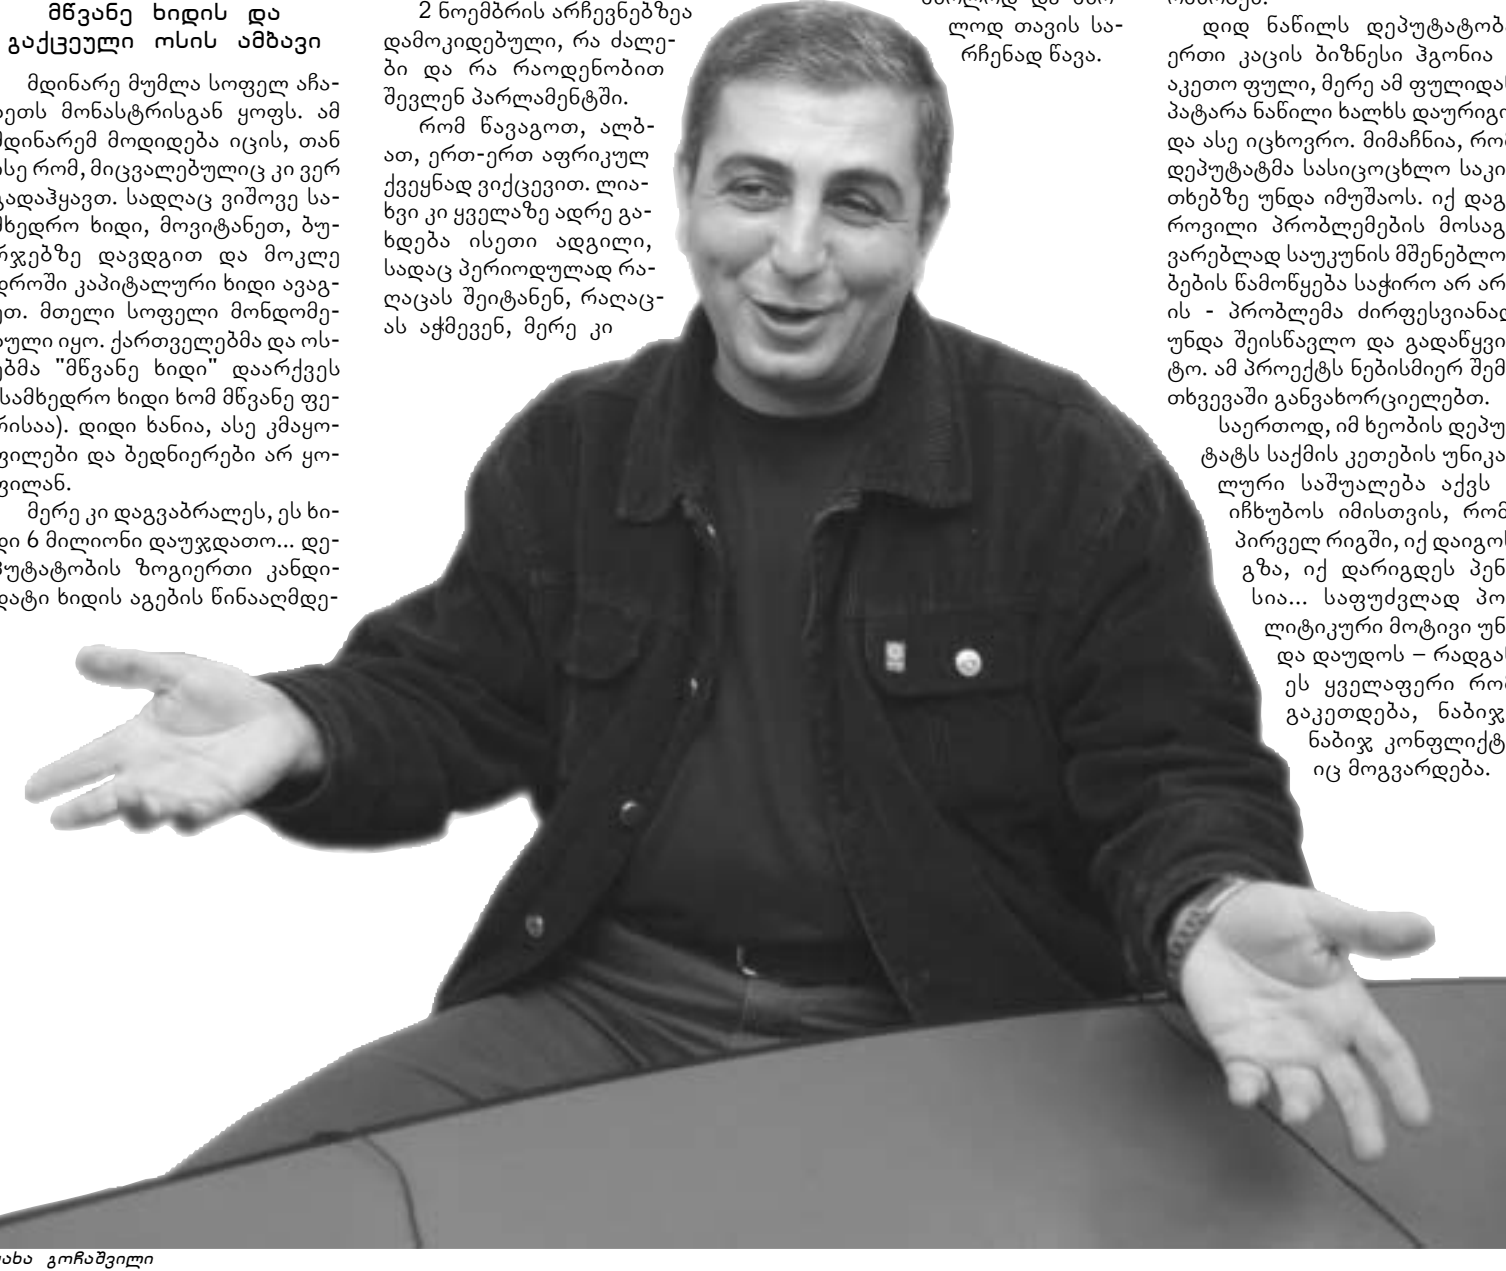 მწვანე ხიდის და
გაქცეული ოსის ამბავი
მდინარე მუმლა სოფელ აჩა-
ბეთს მონასტრისგან ყოფს. ამ
მდინარემ მოდიდება იცის, თან
ისე რომ, მიცვალებულიც კი ვერ
გადაჰყავთ. სადღაც ვიშოვე სა-
მხედრო ხიდი, მოვიტანეთ, ბუ-
რჯებზე დავდგით და მოკლე
დროში კაპიტალური ხიდი ავაგ-
ეთ. მთელი სოფელი მონდომე-
ბული იყო. ქართველებმა და ოს-
ებმა "მწვანე ხიდი" დაარქვეს
(სამხედრო ხიდი ხომ მწვანე ფე-
რისაა). დიდი ხანია, ასე კმაყო-
ფილები და ბედნიერები არ ყო-
ფილან.
მერე კი დაგვაბრალეს, ეს ხი-
დი 6 მილიონი დაუჯდათო... დე-
პუტატობის ზოგიერთი კანდი-
დატი ხიდის აგების წინააღმდე-
2 ნოემბრის არჩევნებზეა
დამოკიდებული, რა ძალე-
ბი და რა რაოდენობით
შევლენ პარლამენტში.
რომ წავაგოთ, ალბ-
ათ, ერთ-ერთ აფრიკულ
ქვეყნად ვიქცევით. ლია-
ხვი კი ყველაზე ადრე გა-
ხდება ისეთი ადგილი,
სადაც პერიოდულად რა-
ღაცას შეიტანენ, რაღაც-
ას აჭმევენ, მერე კი
ლოდ თავის სა-
რჩენად წავა.
დიდ ნაწილს დეპუტატობა
ერთი კაცის ბიზნესი ჰგონია
აკეთო ფული, მერე ამ ფულიდან
პატარა ნაწილი ხალხს დაურიგო
და ასე იცხოვრო. მიმაჩნია, რომ
დეპუტატმა სასიცოცხლო საკი-
თხებზე უნდა იმუშაოს. იქ დაგ-
როვილი პრობლემების მოსაგ-
ვარებლად საუკუნის მშენებლო-
ბების წამოწყება საჭირო არ არ-
ის - პრობლემა ძირფესვიანად
უნდა შეისწავლო და გადაწყვი-
ტო. ამ პროექტს ნებისმიერ შემ-
თხვევაში განვახორციელებთ.
საერთოდ, იმ ხეობის დეპუ-
ტატს საქმის კეთების უნიკა-
ლური საშუალება აქვს
იჩხუბოს იმისთვის, რომ
პირველ რიგში, იქ დაიგოს
გზა, იქ დარიგდეს პენ-
სია... საფუძვლად პო-
ლიტიკური მოტივი უნ-
და დაუდოს – რადგან
ეს ყველაფერი რომ
გაკეთდება, ნაბიჯ-
ნაბიჯ კონფლიქტ-
იც მოგვარდება.
გოჩაშვილი